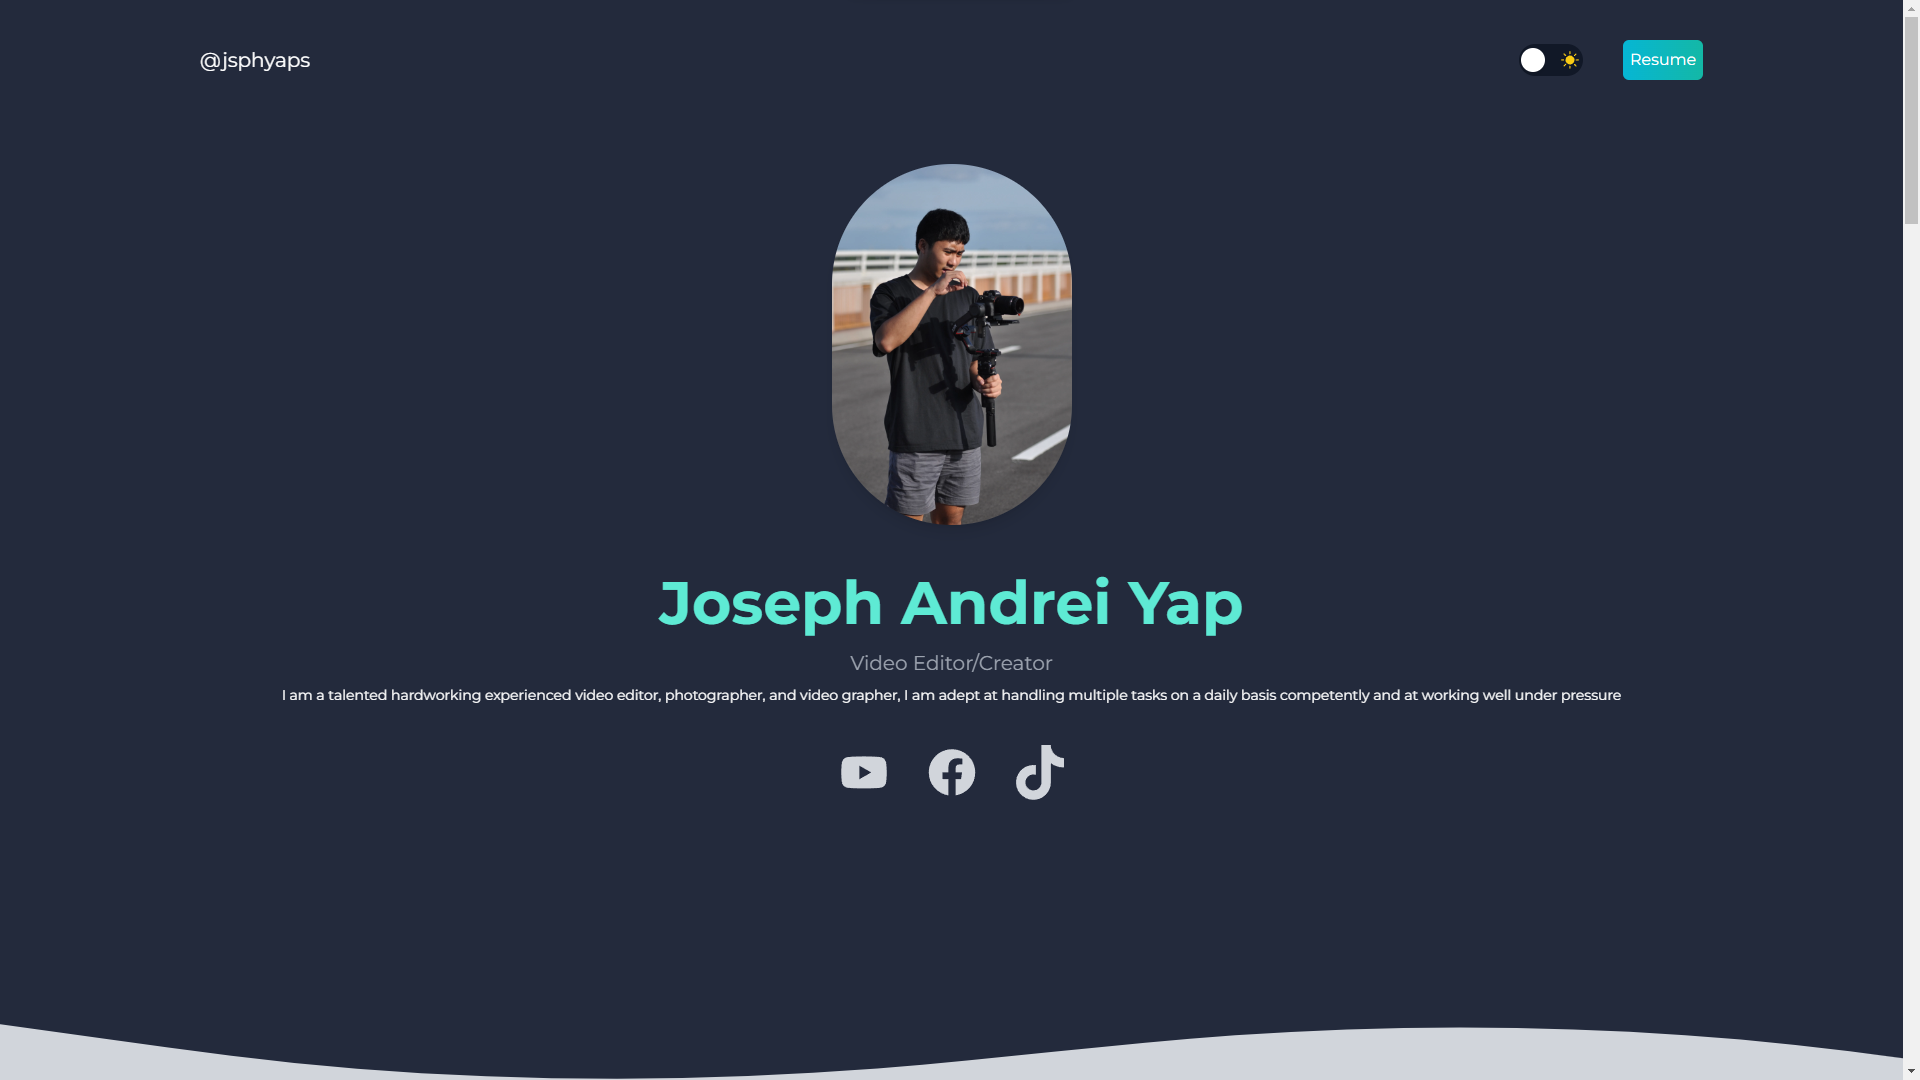 @jsphyaps
Resume
Joseph Andrei Yap
Video Editor/Creator
I am a talented hardworking experienced video editor, photographer, and video grapher, I am adept at handling multiple tasks on a daily basis competently and at working well under pressure